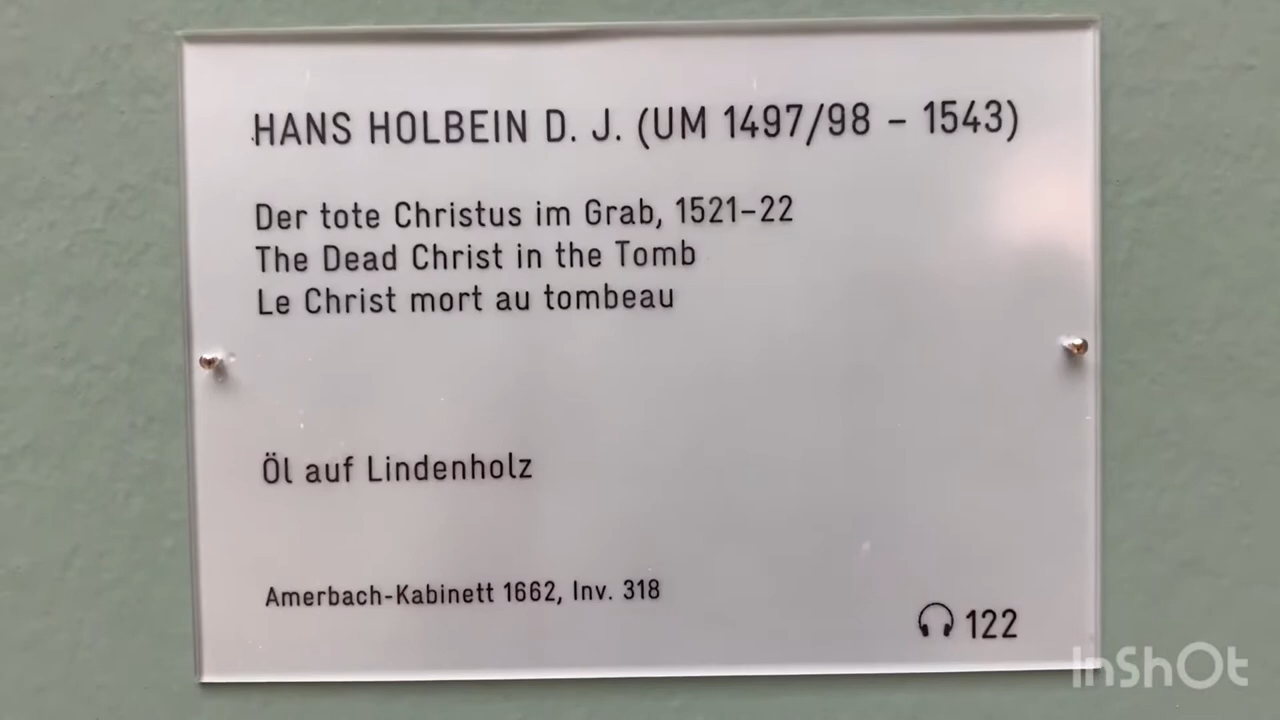 HANS HOLBEIN D. J. (UM 1497/98 – 1543)
Der tote Christus im Grab, 1521–22
The Dead Christ in the Tomb
Le Christ mort au tombeau
Öl auf Lindenholz
Amerbach-Kabinett 1662, Inv. 318
122
InShOt